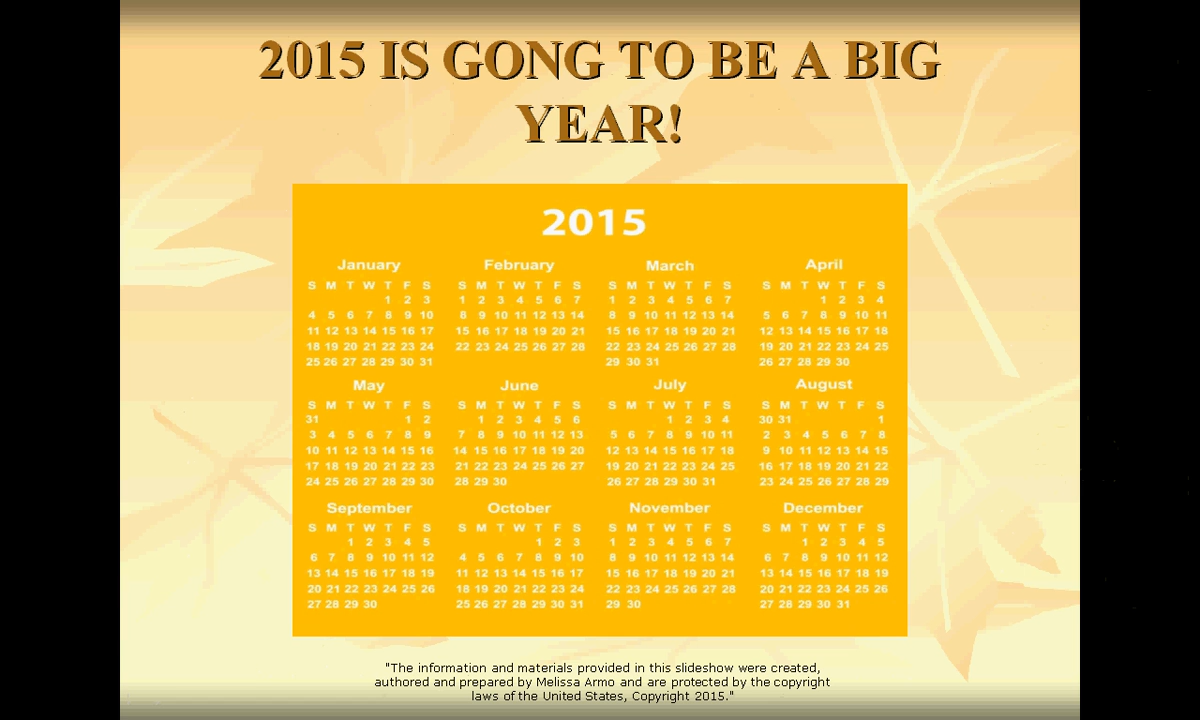 2015 IS GONG TO BE A BIG
YEAR!
2015
January February March April
S M T W T F S S M T W T F S S M T W T F S S M T W T F S
1 2 3 1 2 3 4 5 6 7 1 2 3 4 5 6 7 1 2 3 4
4 5 6 7 8 9 10 8 9 10 11 12 13 14 8 9 10 11 12 13 14 5 6 7 8 9 10 11
11 12 13 14 15 16 17 15 16 17 18 19 20 21 15 16 17 18 19 20 21 12 13 14 15 16 17 18
18 19 20 21 22 23 24 22 23 24 25 26 27 28 22 23 24 25 26 27 28 19 20 21 22 23 24 25
25 26 27 28 29 30 31 29 30 31 26 27 28 29 30
May June July August
S M T W T F S S M T W T F S S M T W T F S S M T W T F S
31 1 2 1 2 3 4 5 6 1 2 3 4 30 31 1
3 4 5 6 7 8 9 7 8 9 10 11 12 13 5 6 7 8 9 10 11 2 3 4 5 6 7 8
10 11 12 13 14 15 16 14 15 16 17 18 19 20 12 13 14 15 16 17 18 9 10 11 12 13 14 15
17 18 19 20 21 22 23 21 22 23 24 25 26 27 19 20 21 22 23 24 25 16 17 18 19 20 21 22
24 25 26 27 28 29 30 28 29 30 26 27 28 29 30 31 23 24 25 26 27 28 29
September October November December
S M T W T F S S M T W T F S S M T W T F S S M T W T F S
1 2 3 4 5 1 2 3 1 2 3 4 5 6 7 1 2 3 4 5
6 7 8 9 10 11 12 4 5 6 7 8 9 10 8 9 10 11 12 13 14 6 7 8 9 10 11 12
13 14 15 16 17 18 19 11 12 13 14 15 16 17 15 16 17 18 19 20 21 13 14 15 16 17 18 19
20 21 22 23 24 25 26 18 19 20 21 22 23 24 22 23 24 25 26 27 28 20 21 22 23 24 25 26
27 28 29 30 25 26 27 28 29 30 31 29 30 27 28 29 30 31
"The information and materials provided in this slideshow were created,
authored and prepared by Melissa Armo and are protected by the copyright
laws of the United States, Copyright 2015."